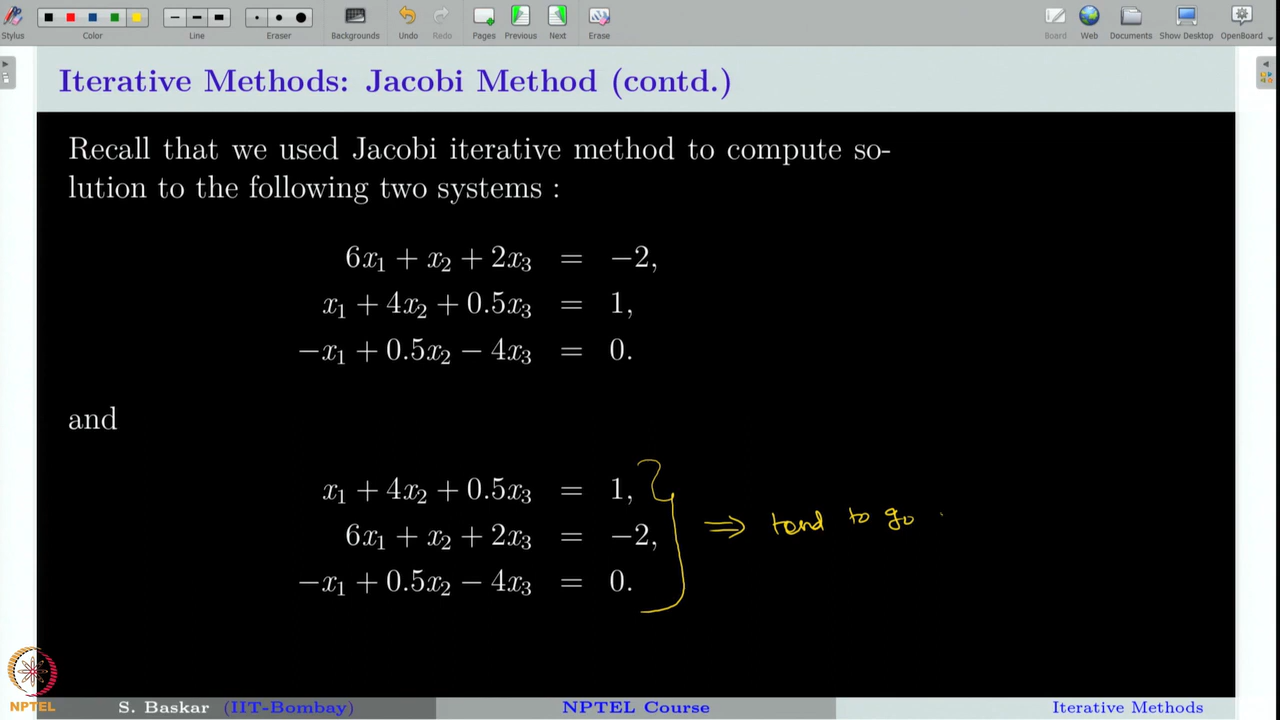 Stylus Color Line Eraser Backgrounds Undo Redo Pages Previous Next Erase Board Web Documents Show Desktop OpenBoard
Iterative Methods: Jacobi Method (contd.)
Recall that we used Jacobi iterative method to compute so-
lution to the following two systems :
6x₁ + x₂ + 2x₃ = −2,
x₁ + 4x₂ + 0.5x₃ = 1,
−x₁ + 0.5x₂ − 4x₃ = 0.
and
x₁ + 4x₂ + 0.5x₃ = 1,
6x₁ + x₂ + 2x₃ = −2,
−x₁ + 0.5x₂ − 4x₃ = 0.
⇒ tend to go
NPTEL
S. Baskar (IIT-Bombay) NPTEL Course Iterative Methods